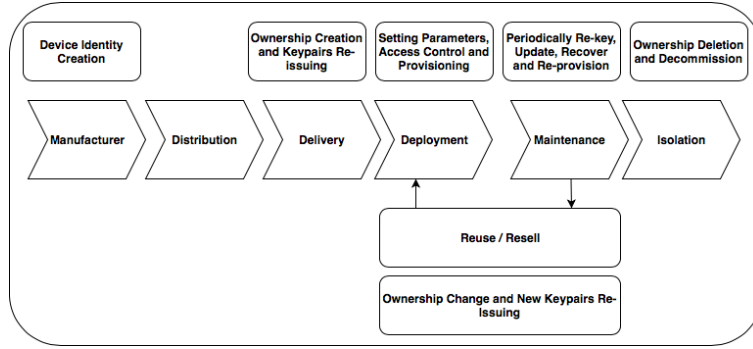 Device Identity
Creation
Ownership Creation
and Keypairs Re-
issuing
Setting Parameters,
Access Control and
Provisioning
Periodically Re-key,
Update, Recover
and Re-provision
Ownership Deletion
and Decommission
Manufacturer
Distribution
Delivery
Deployment
Maintenance
Isolation
Reuse / Resell
Ownership Change and New Keypairs Re-
Issuing